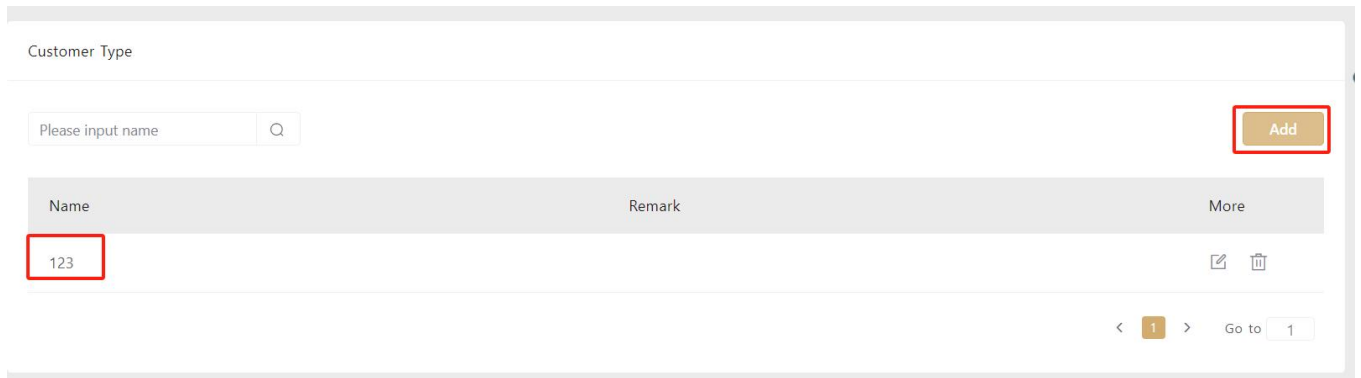 Customer Type
Please input name
Add
Name Remark More
123
1 Go to 1